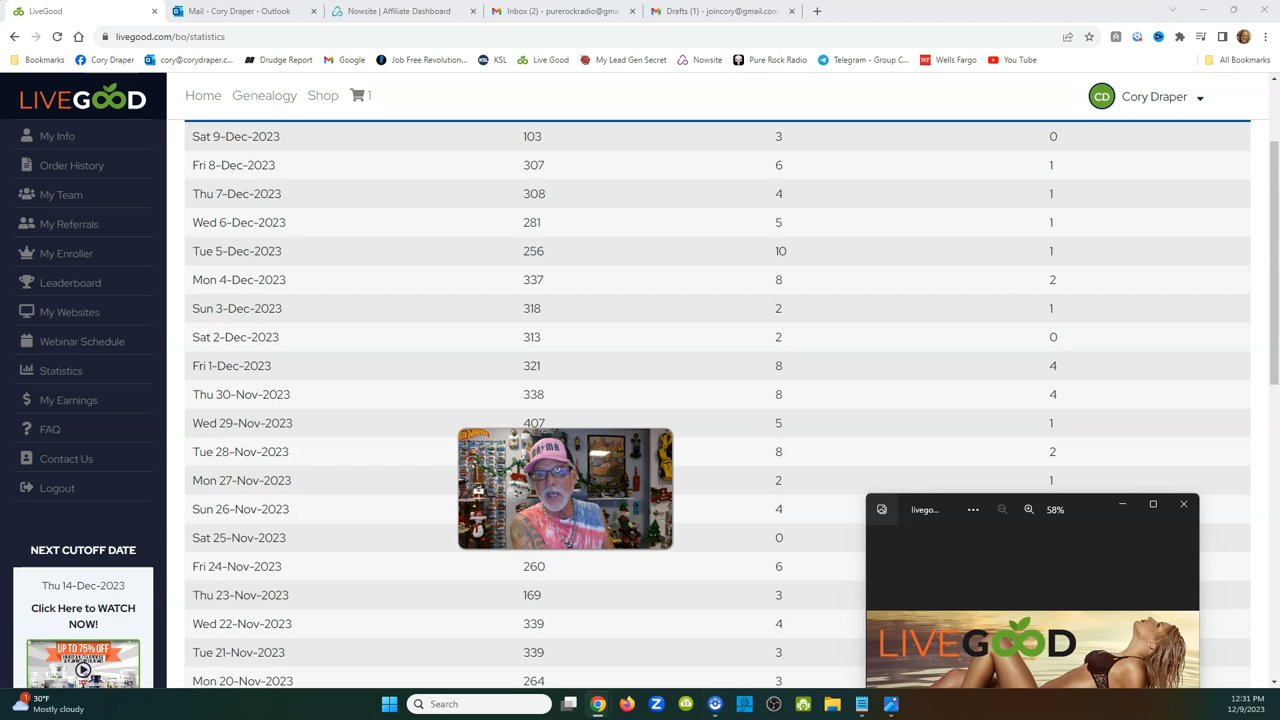 LiveGood
Mail - Cory Draper - Outlook
Nowsite | Affiliate Dashboard
Inbox (2) - purerockradio@gma
Drafts (1) - joincory@gmail.com
livegood.com/bo/statistics
Bookmarks
Cory Draper
cory@corydraper.c...
Drudge Report
Google
Job Free Revolution...
KSL
Live Good
My Lead Gen Secret
Nowsite
Pure Rock Radio
Telegram - Group C...
Wells Fargo
You Tube
All Bookmarks
LIVEGOOD
Home Genealogy Shop 1
CD Cory Draper
My Info
Order History
My Team
My Referrals
My Enroller
Leaderboard
My Websites
Webinar Schedule
Statistics
My Earnings
FAQ
Contact Us
Logout
NEXT CUTOFF DATE
Thu 14-Dec-2023
Click Here to WATCH
NOW!
UP TO 75% OFF
Sat 9-Dec-2023 103 3 0
Fri 8-Dec-2023 307 6 1
Thu 7-Dec-2023 308 4 1
Wed 6-Dec-2023 281 5 1
Tue 5-Dec-2023 256 10 1
Mon 4-Dec-2023 337 8 2
Sun 3-Dec-2023 318 2 1
Sat 2-Dec-2023 313 2 0
Fri 1-Dec-2023 321 8 4
Thu 30-Nov-2023 338 8 4
Wed 29-Nov-2023 407 5 1
Tue 28-Nov-2023 8 2
Mon 27-Nov-2023 2 1
Sun 26-Nov-2023 4
Sat 25-Nov-2023 0
Fri 24-Nov-2023 260 6
Thu 23-Nov-2023 169 3
Wed 22-Nov-2023 339 4
Tue 21-Nov-2023 339 3
Mon 20-Nov-2023 264 3
livego... 58%
LIVEGOOD
1
30°F
Mostly cloudy
Search
12:31 PM
12/9/2023